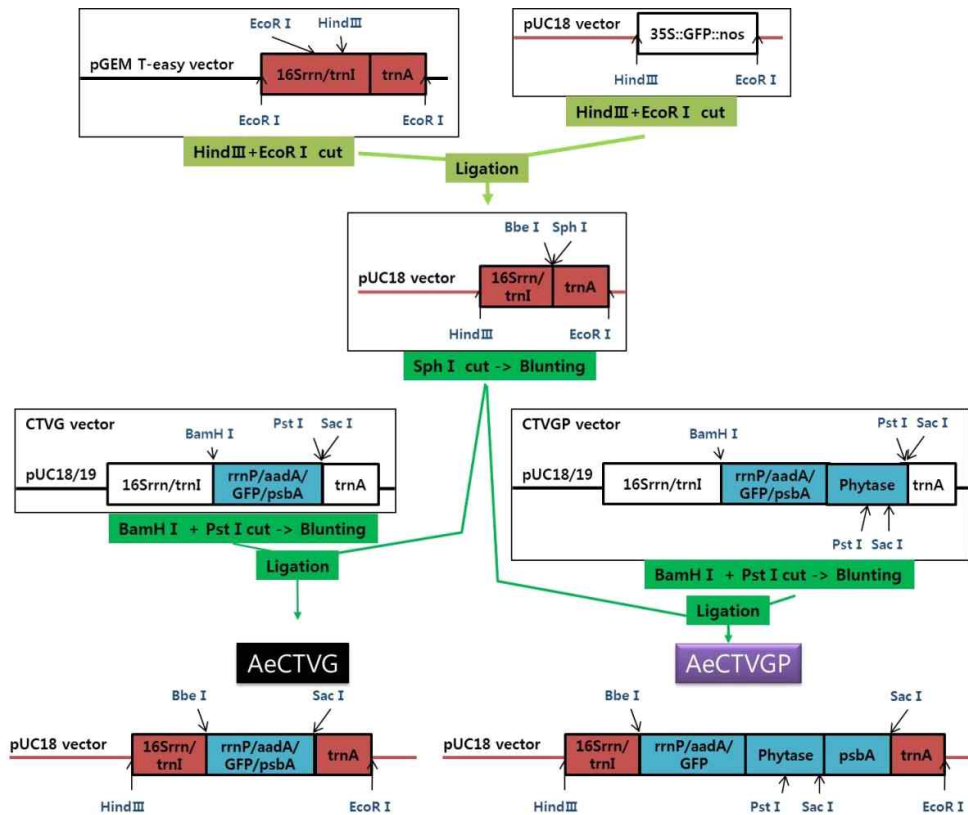 EcoR I
HindⅢ
pGEM T-easy vector
16Srrn/trnI
trnA
EcoR I
EcoR I
HindⅢ+EcoR I cut
pUC18 vector
35S::GFP::nos
HindⅢ
EcoR I
HindⅢ+EcoR I cut
Ligation
Bbe I
Sph I
pUC18 vector
16Srrn/
trnI
trnA
HindⅢ
EcoR I
Sph I cut -> Blunting
CTVG vector
BamH I
Pst I
Sac I
pUC18/19
16Srrn/trnI
rrnP/aadA/
GFP/psbA
trnA
BamH I + Pst I cut -> Blunting
Ligation
CTVGP vector
BamH I
Pst I
Sac I
pUC18/19
16Srrn/trnI
rrnP/aadA/
GFP/psbA
Phytase
trnA
Pst I
Sac I
BamH I + Pst I cut -> Blunting
Ligation
AeCTVG
Bbe I
Sac I
pUC18 vector
16Srrn/
trnI
rrnP/aadA/
GFP/psbA
trnA
HindⅢ
EcoR I
AeCTVGP
Bbe I
Sac I
pUC18 vector
16Srrn/
trnI
rrnP/aadA/
GFP
Phytase
psbA
trnA
HindⅢ
Pst I
Sac I
EcoR I